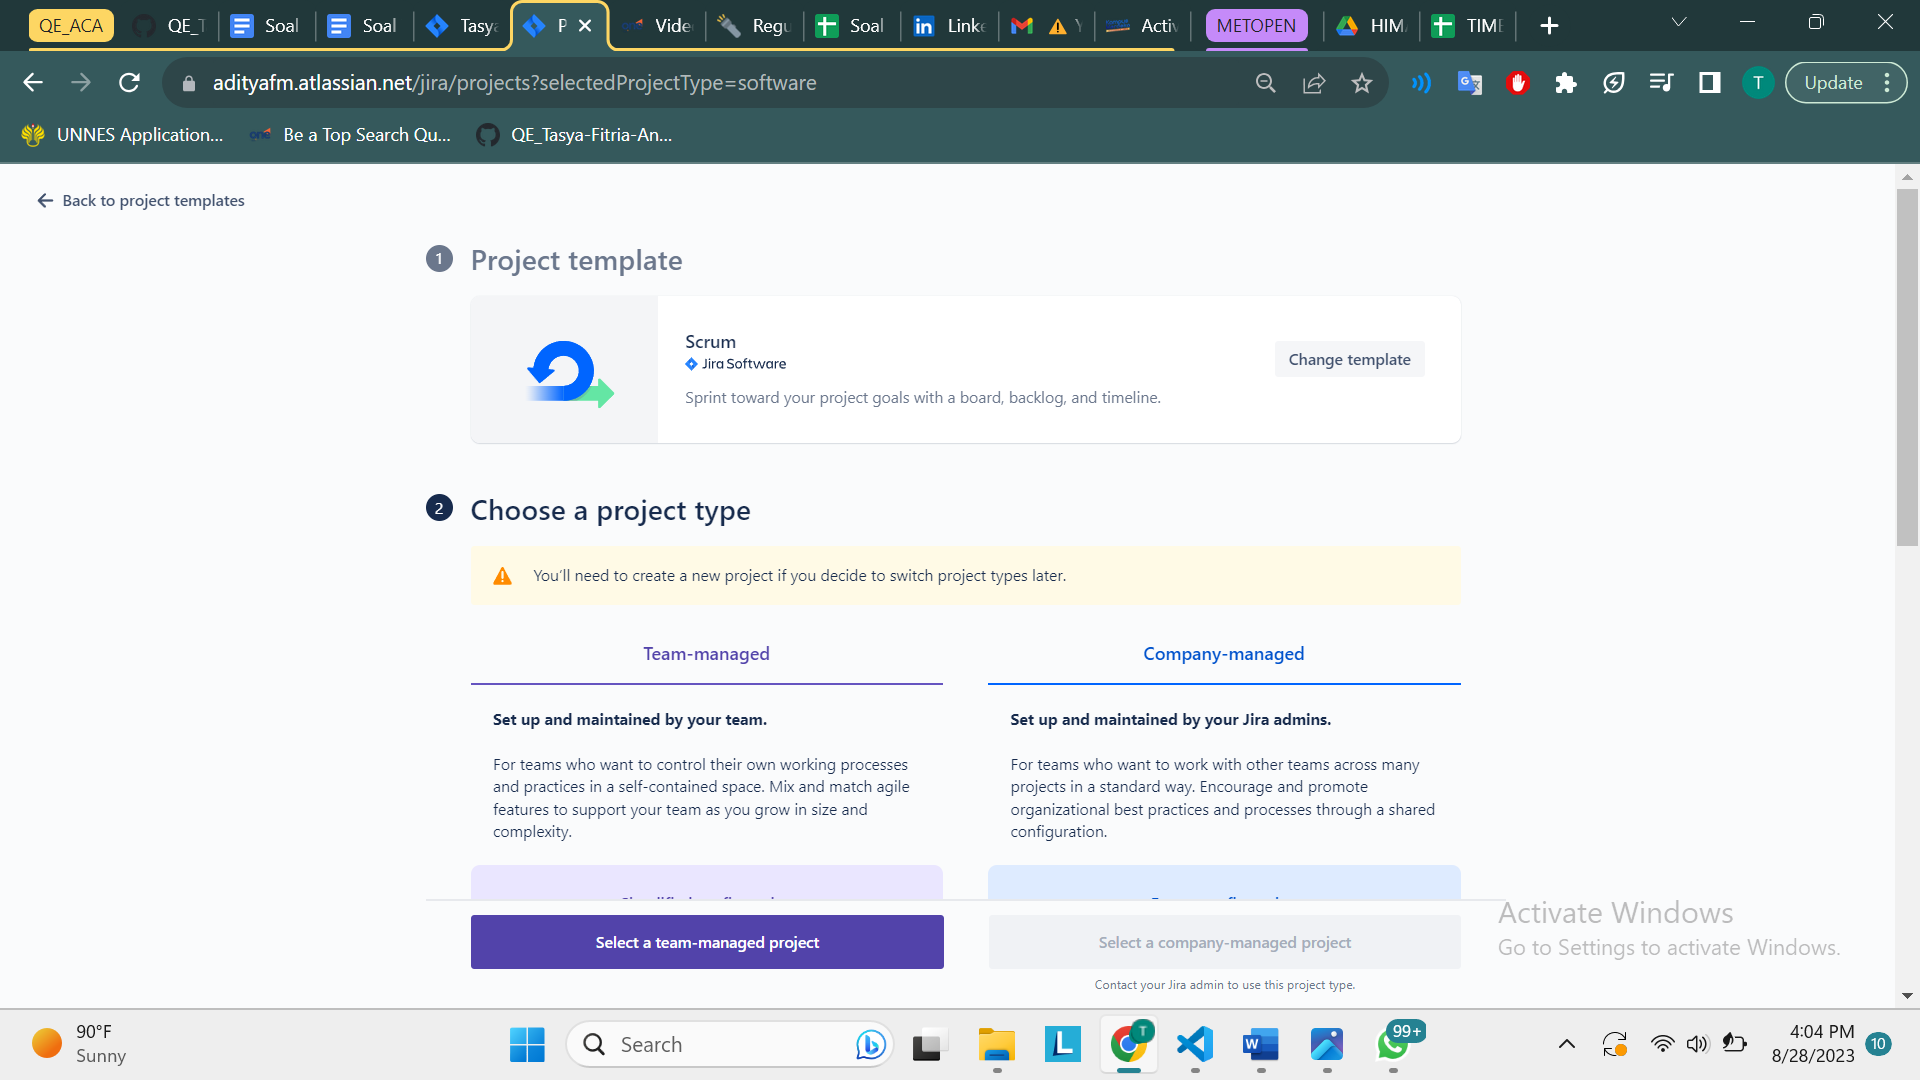 QE_ACA
QE_T
Soal
Soal
Tasya
P
Vide
Regu
Soal
Linke
Y
Activ
METOPEN
HIMA
TIME
adityafm.atlassian.net/jira/projects?selectedProjectType=software
T
Update
UNNES Application...
one
Be a Top Search Qu...
QE_Tasya-Fitria-An...
Back to project templates
1
Project template
Scrum
Jira Software
Sprint toward your project goals with a board, backlog, and timeline.
Change template
2
Choose a project type
You'll need to create a new project if you decide to switch project types later.
Team-managed
Company-managed
Set up and maintained by your team.
For teams who want to control their own working processes
and practices in a self-contained space. Mix and match agile
features to support your team as you grow in size and
complexity.
Set up and maintained by your Jira admins.
For teams who want to work with other teams across many
projects in a standard way. Encourage and promote
organizational best practices and processes through a shared
configuration.
Select a team-managed project
Select a company-managed project
Contact your Jira admin to use this project type.
Activate Windows
Go to Settings to activate Windows.
90°F
Sunny
Search
L
T
W
99+
4:04 PM
8/28/2023
10